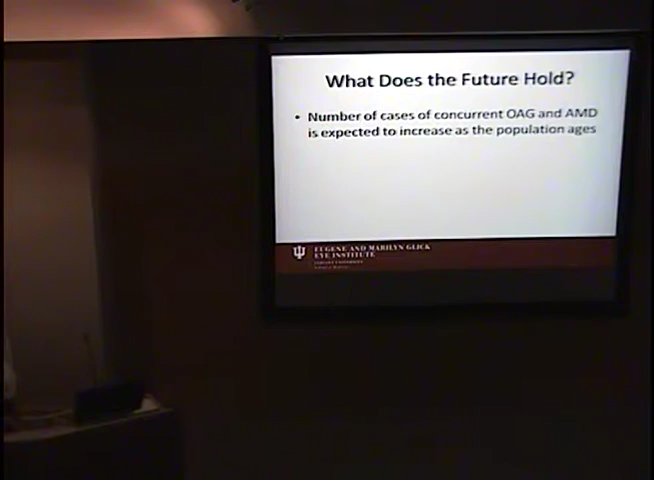 What Does the Future Hold?
• Number of cases of concurrent OAG and AMD
is expected to increase as the population ages
EUGENE AND MARILYN GLICK
EYE INSTITUTE